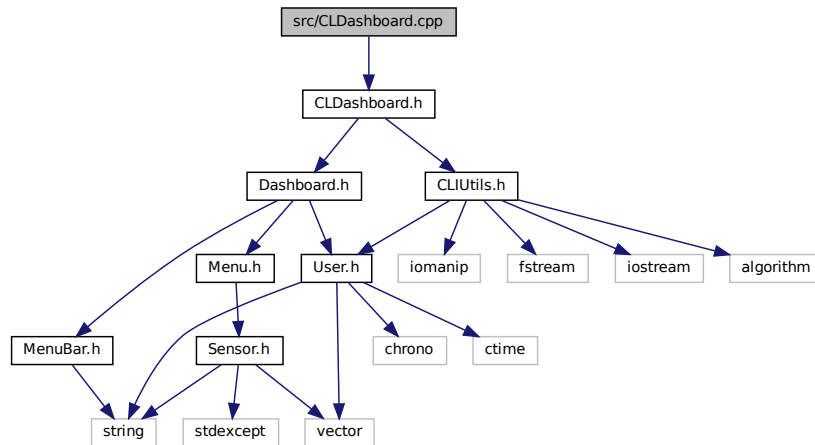 src/CLDashboard.cpp
CLDashboard.h
Dashboard.h
CLIUtils.h
Menu.h
User.h
iomanip
fstream
iostream
algorithm
MenuBar.h
Sensor.h
chrono
ctime
string
stdexcept
vector